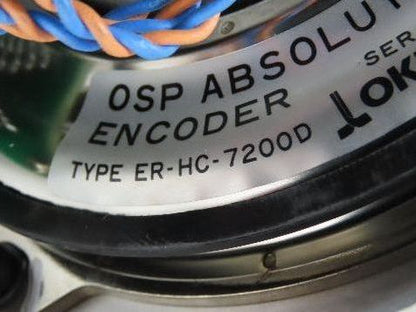 OSP ABSOLUT
ENCODER
SER
TYPE ER-HC-7200D
OK